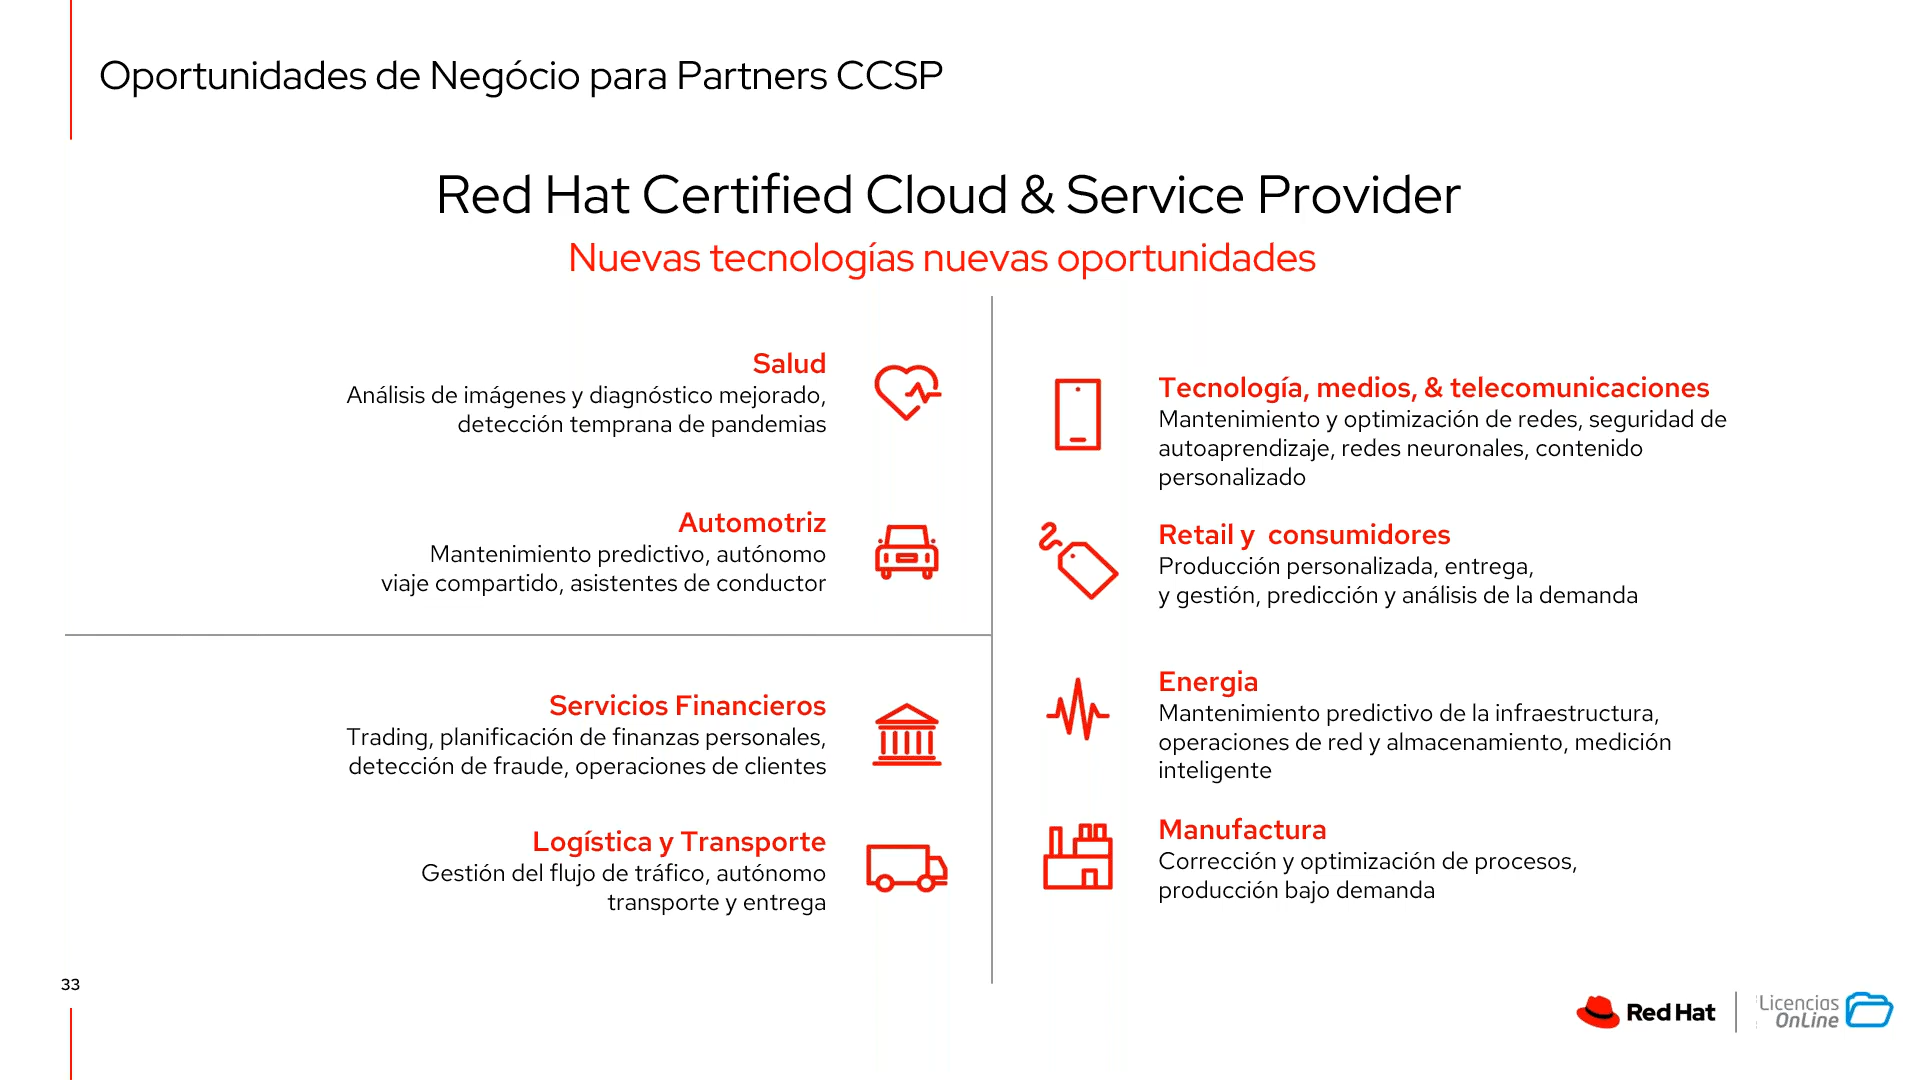 Oportunidades de Negócio para Partners CCSP
Red Hat Certified Cloud & Service Provider
Nuevas tecnologías nuevas oportunidades
Salud
Análisis de imágenes y diagnóstico mejorado,
detección temprana de pandemias
Automotriz
Mantenimiento predictivo, autónomo
viaje compartido, asistentes de conductor
Servicios Financieros
Trading, planificación de finanzas personales,
detección de fraude, operaciones de clientes
Logística y Transporte
Gestión del flujo de tráfico, autónomo
transporte y entrega
Tecnología, medios, & telecomunicaciones
Mantenimiento y optimización de redes, seguridad de
autoaprendizaje, redes neuronales, contenido
personalizado
Retail y  consumidores
Producción personalizada, entrega,
y gestión, predicción y análisis de la demanda
Energia
Mantenimiento predictivo de la infraestructura,
operaciones de red y almacenamiento, medición
inteligente
Manufactura
Corrección y optimización de procesos,
producción bajo demanda
33
Red Hat
Licencias
OnLine